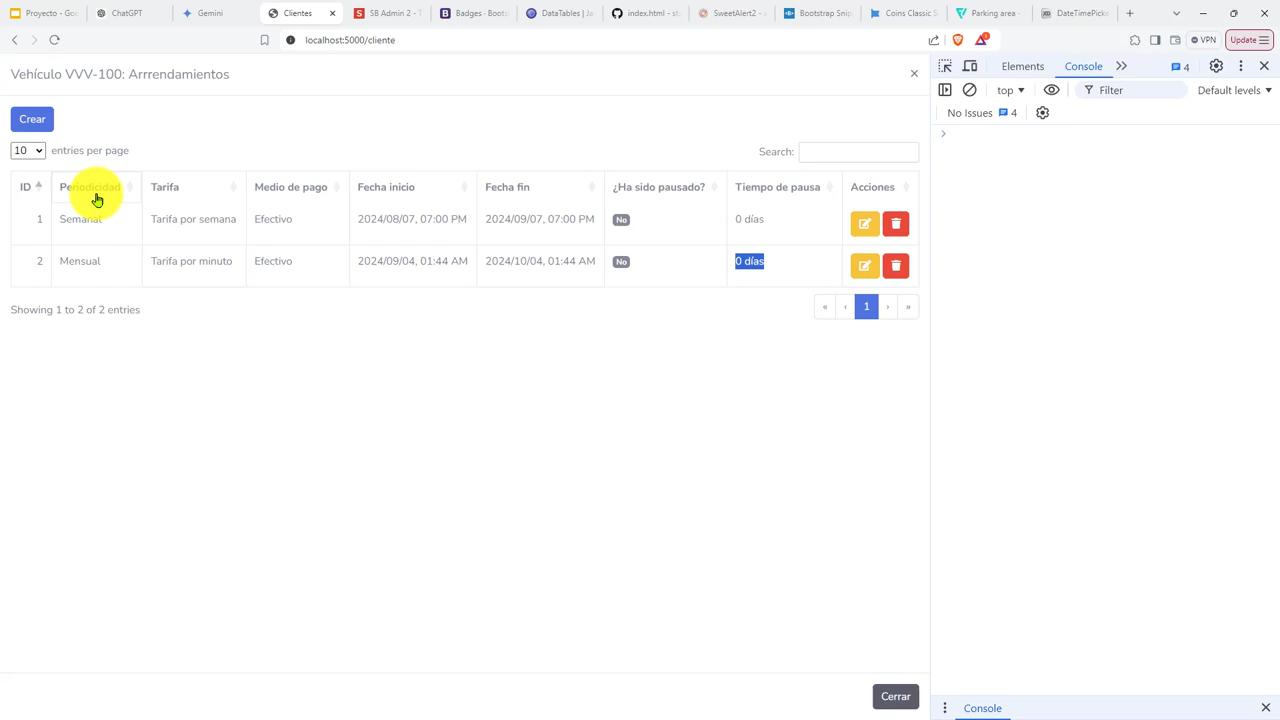 Proyecto - Goo
ChatGPT
Gemini
Clientes
SB Admin 2 - T
Badges - Boots
DataTables | Ja
index.html - sta
SweetAlert2 - a
Bootstrap Snip
Coins Classic S
Parking area -
DateTimePicke
localhost:5000/cliente
VPN
Update
Vehículo VVV-100: Arrrendamientos
×
Elements
Console
4
Crear
top
Filter
Default levels
No Issues 4
10 entries per page
Search:
ID Periodicidad Tarifa Medio de pago Fecha inicio Fecha fin ¿Ha sido pausado? Tiempo de pausa Acciones
1 Semanal Tarifa por semana Efectivo 2024/08/07, 07:00 PM 2024/09/07, 07:00 PM No 0 días
2 Mensual Tarifa por minuto Efectivo 2024/09/04, 01:44 AM 2024/10/04, 01:44 AM No 0 días
Showing 1 to 2 of 2 entries
« ‹ 1 › »
Cerrar
Console